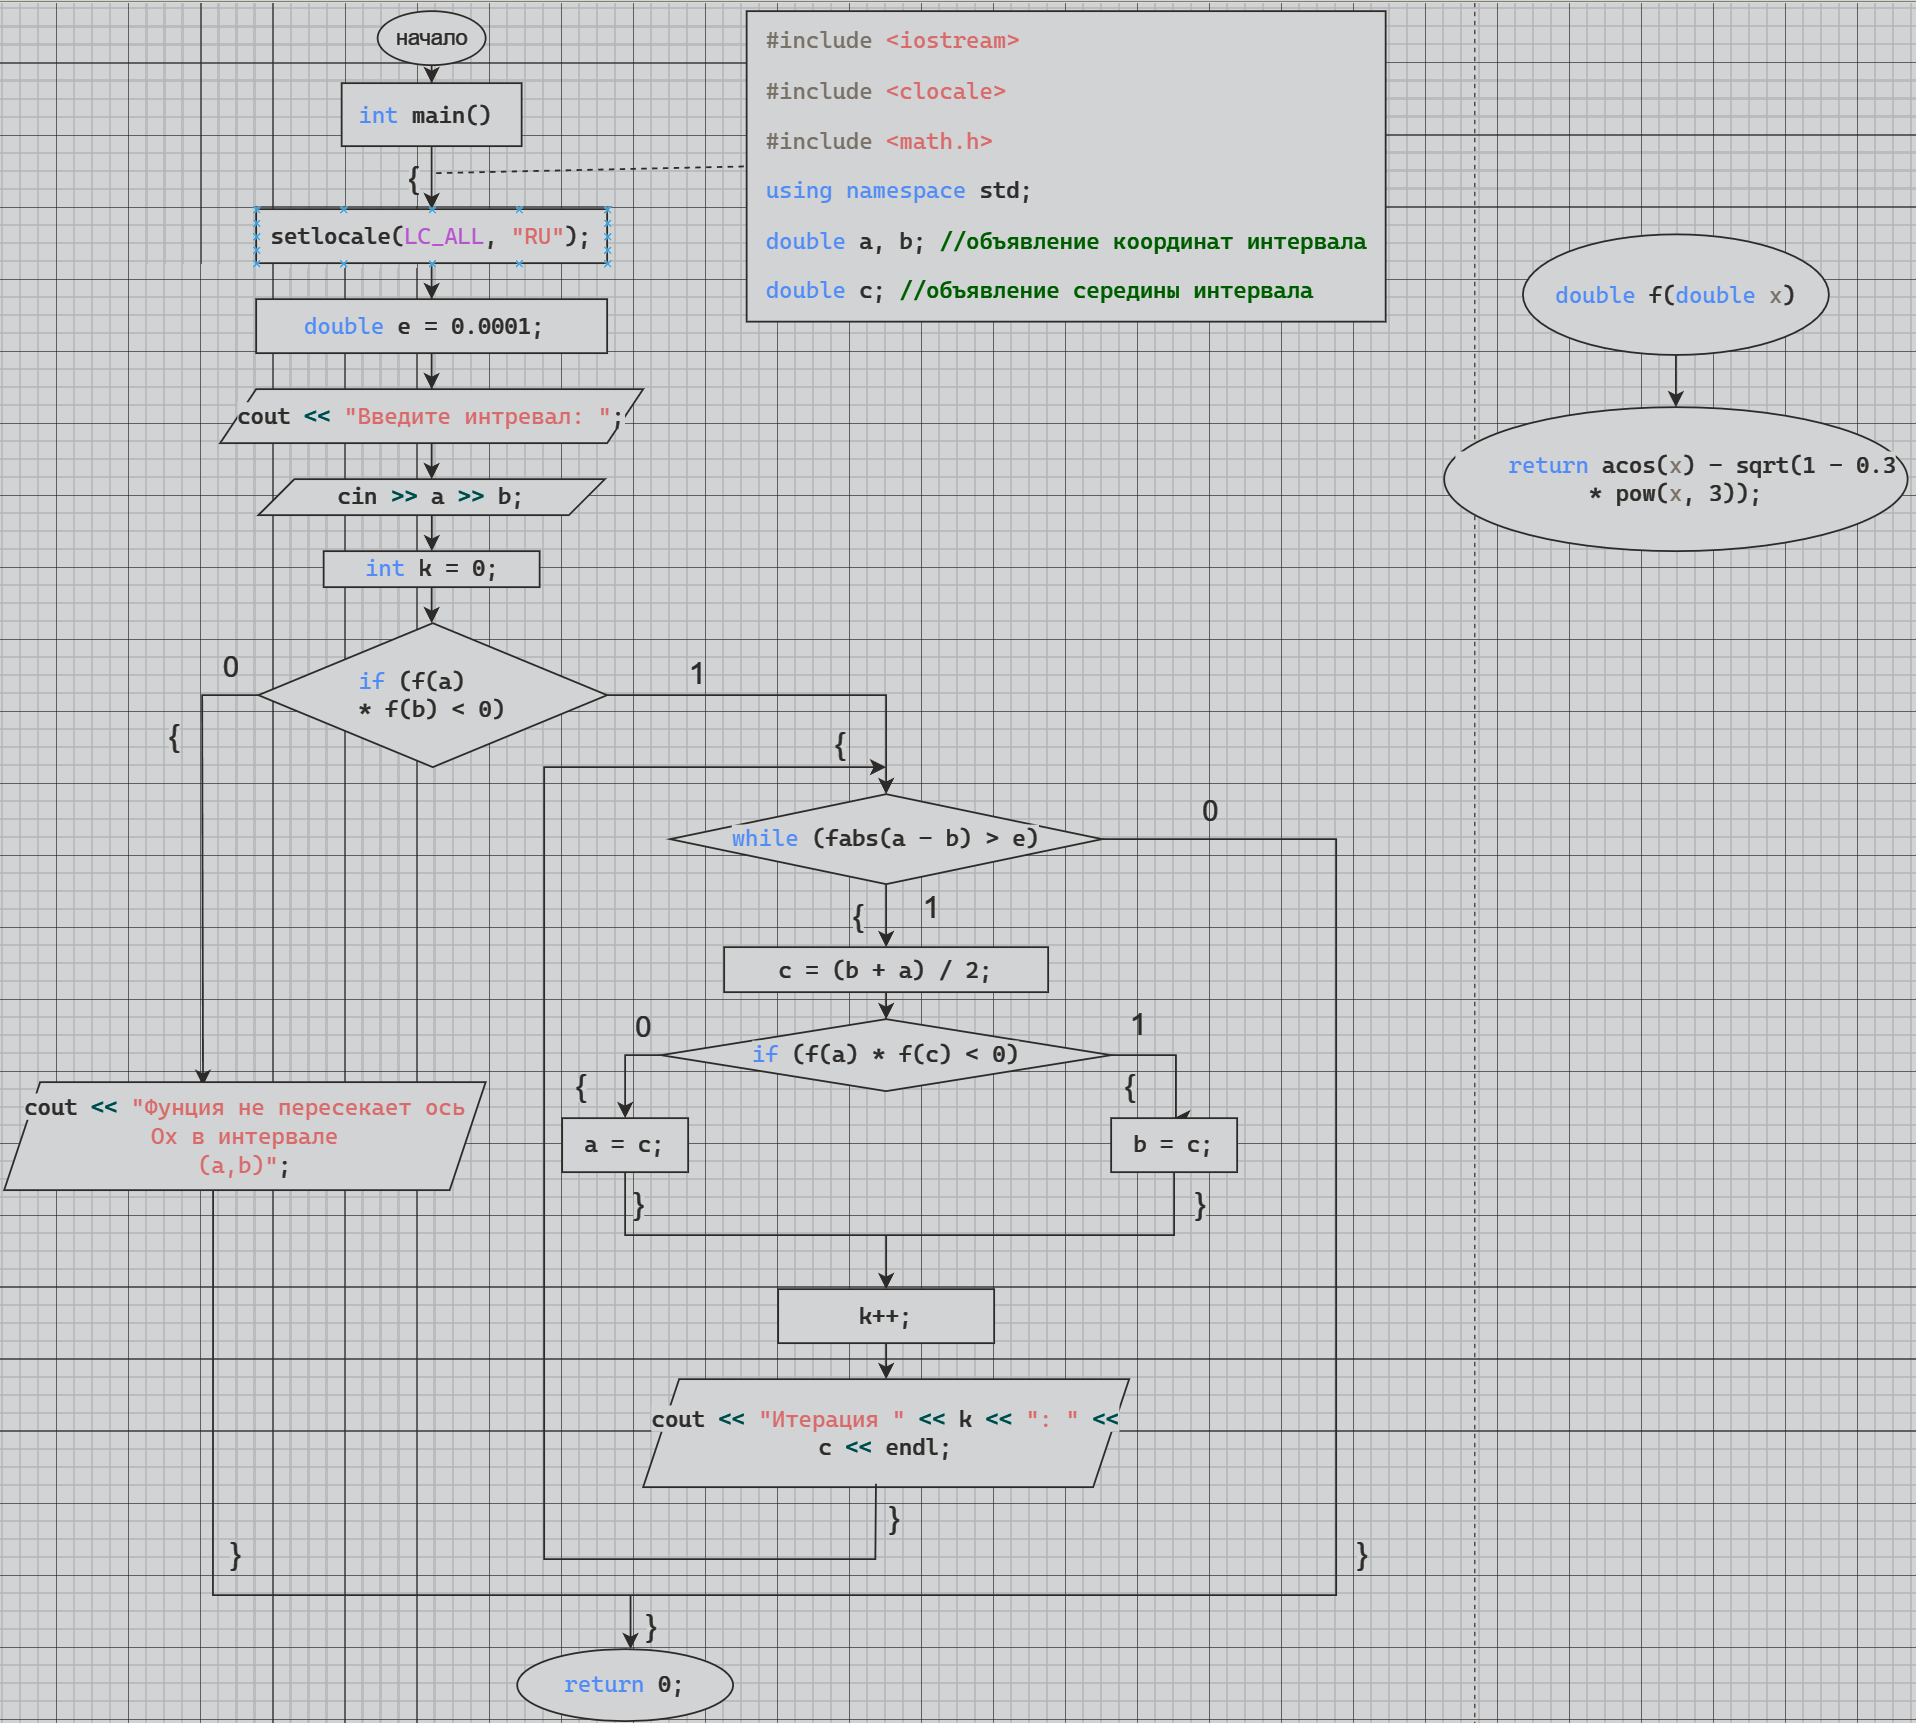 начало
int main()
{
setlocale(LC_ALL, "RU");
double e = 0.0001;
cout << "Введите интревал: ";
cin >> a >> b;
int k = 0;
if (f(a)
* f(b) < 0)
0
1
{
{
#include <iostream>
#include <clocale>
#include <math.h>
using namespace std;
double a, b; //объявление координат интервала
double c; //объявление середины интервала
double f(double x)
return acos(x) - sqrt(1 - 0.3
* pow(x, 3));
while (fabs(a - b) > e)
0
{
1
c = (b + a) / 2;
0
1
if (f(a) * f(c) < 0)
{
{
cout << "Фунция не пересекает ось
Ох в интервале
(a,b)";
a = c;
b = c;
}
}
k++;
cout << "Итерация " << k << ": " <<
c << endl;
}
}
}
}
return 0;